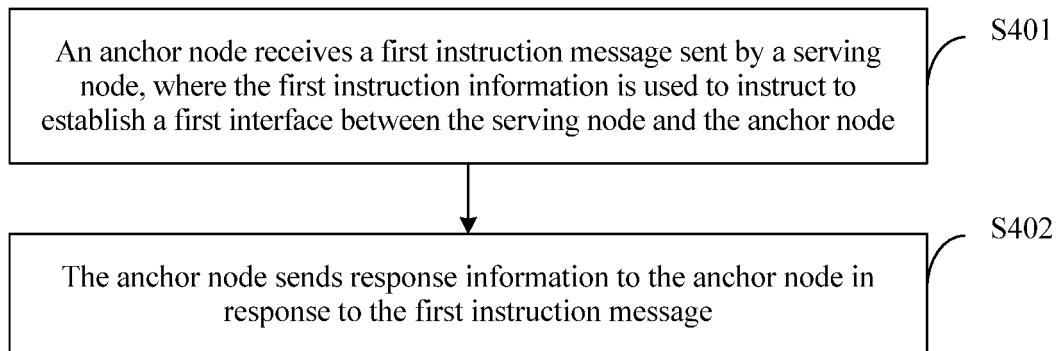 An anchor node receives a first instruction message sent by a serving
node, where the first instruction information is used to instruct to
establish a first interface between the serving node and the anchor node
S401
The anchor node sends response information to the anchor node in
response to the first instruction message
S402